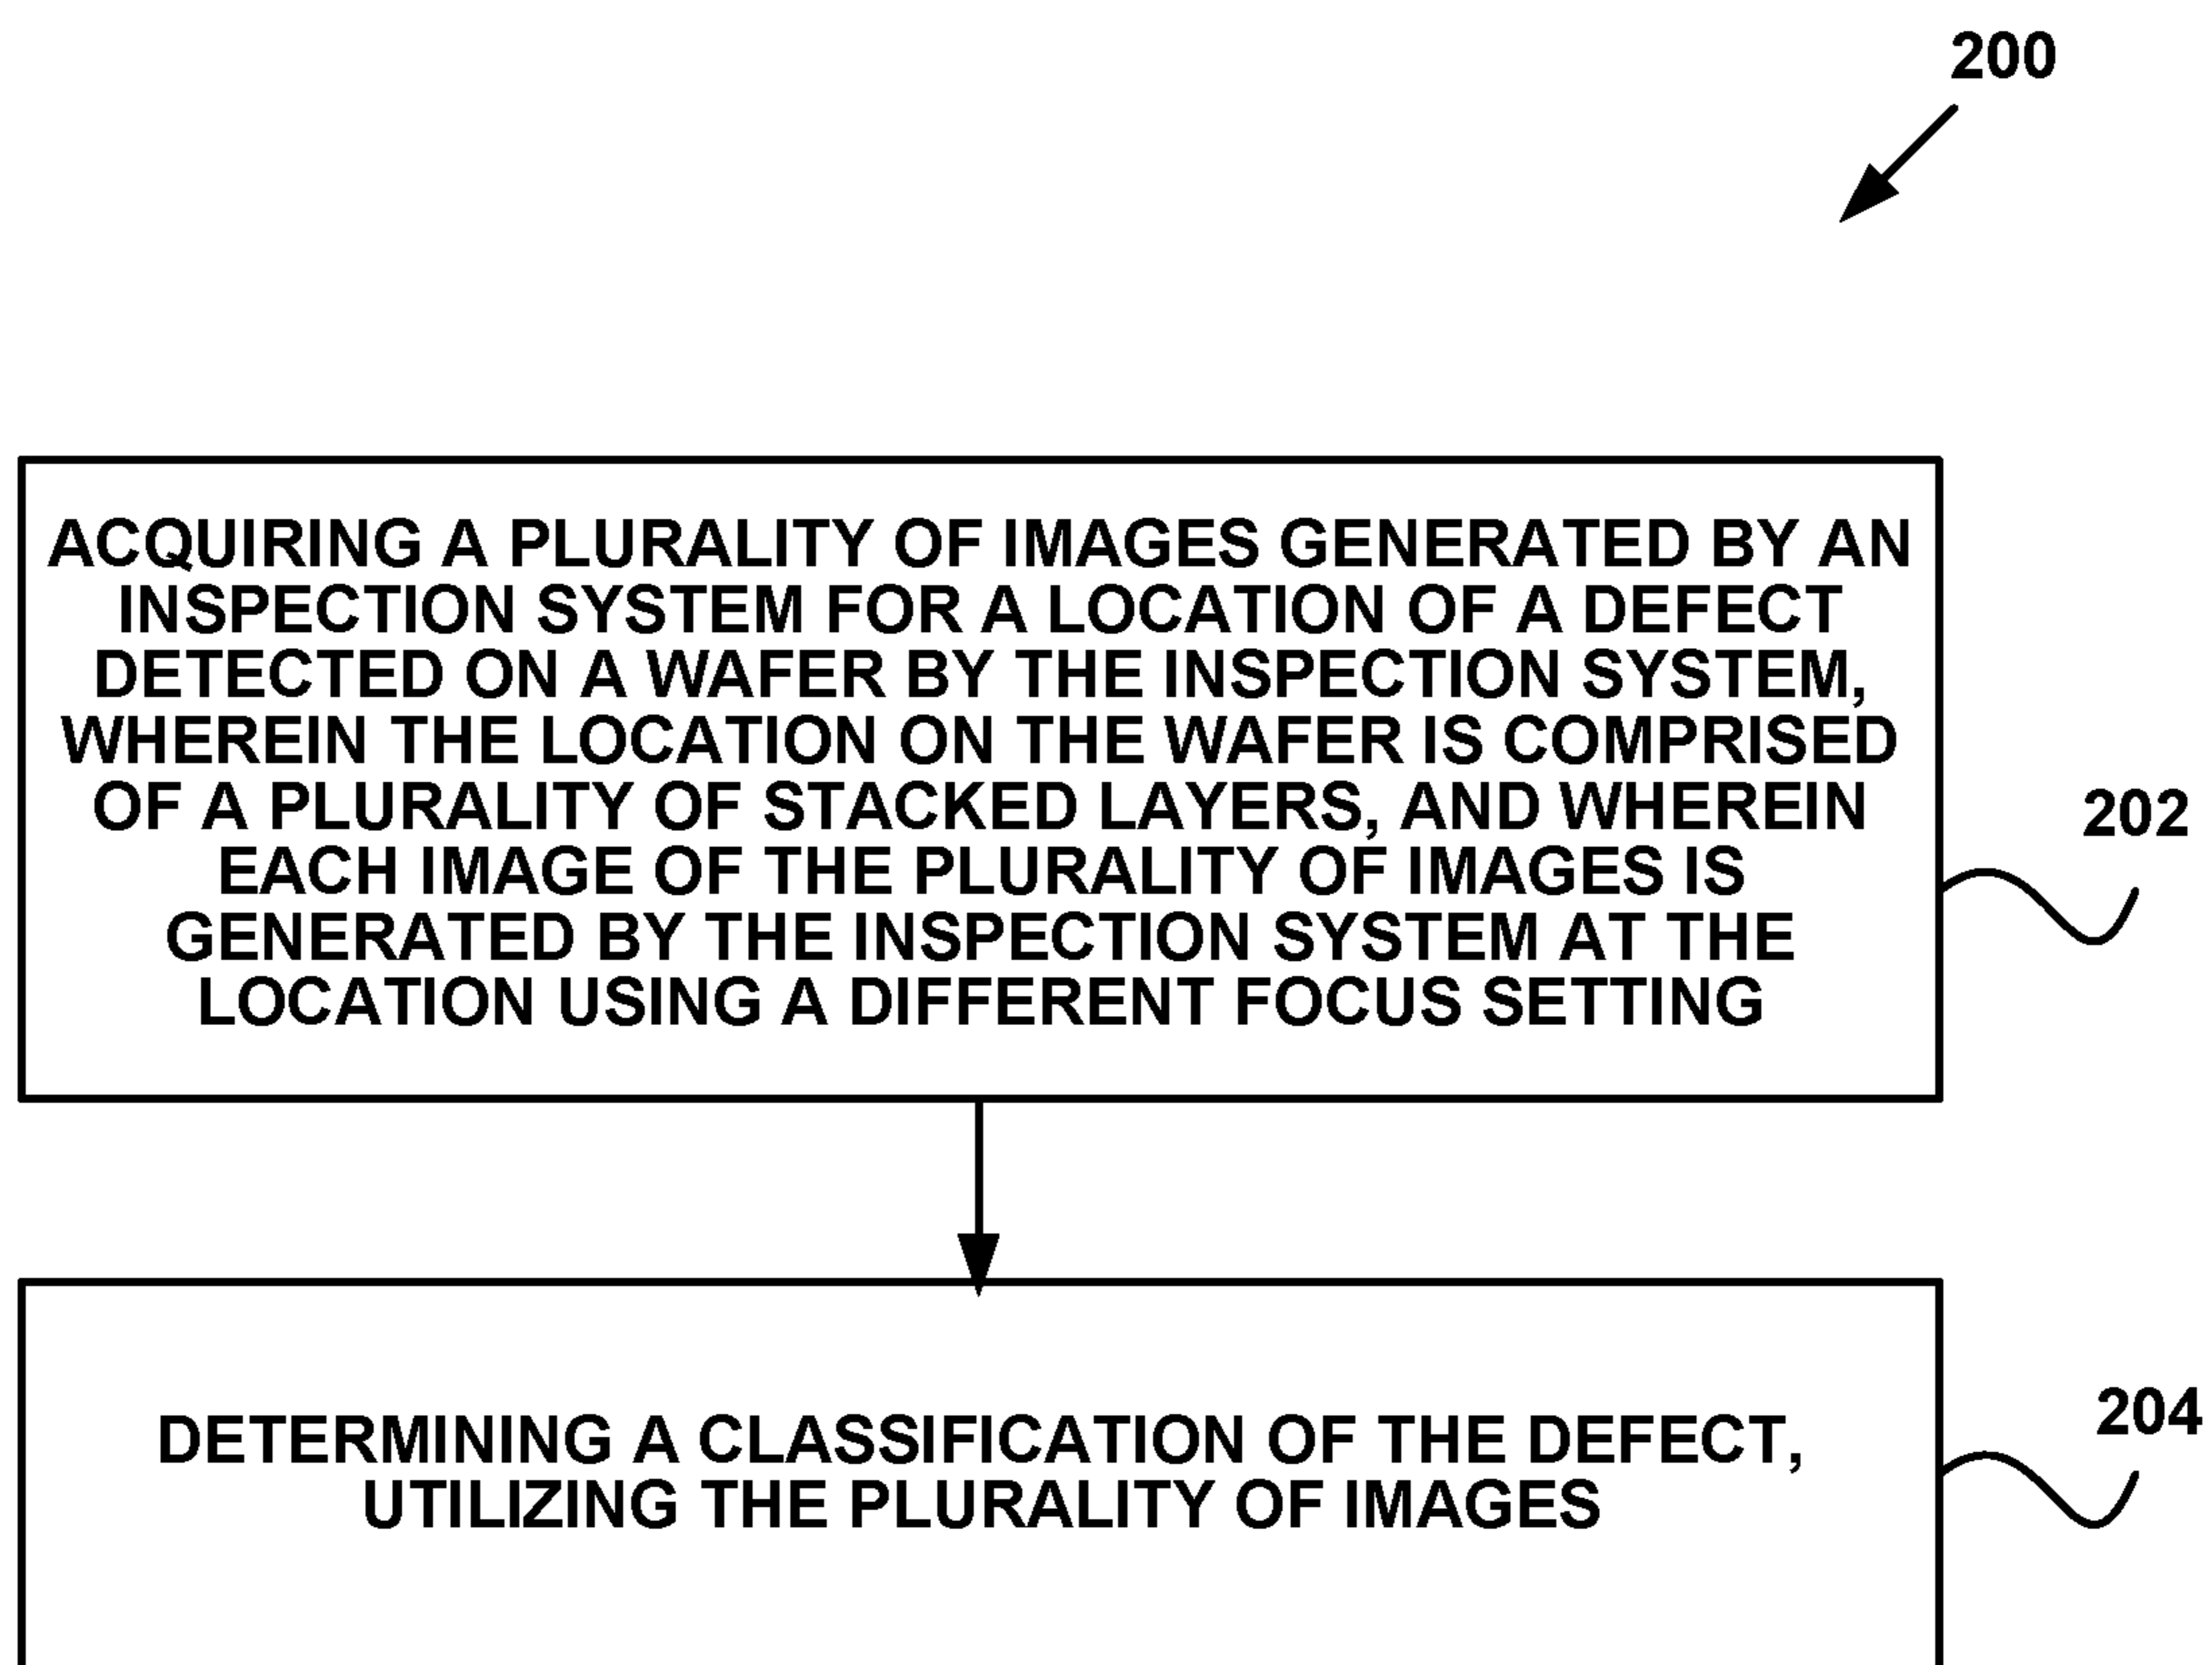 200
ACQUIRING A PLURALITY OF IMAGES GENERATED BY AN
INSPECTION SYSTEM FOR A LOCATION OF A DEFECT
DETECTED ON A WAFER BY THE INSPECTION SYSTEM,
WHEREIN THE LOCATION ON THE WAFER IS COMPRISED
OF A PLURALITY OF STACKED LAYERS, AND WHEREIN
EACH IMAGE OF THE PLURALITY OF IMAGES IS
GENERATED BY THE INSPECTION SYSTEM AT THE
LOCATION USING A DIFFERENT FOCUS SETTING
202
DETERMINING A CLASSIFICATION OF THE DEFECT,
UTILIZING THE PLURALITY OF IMAGES
204